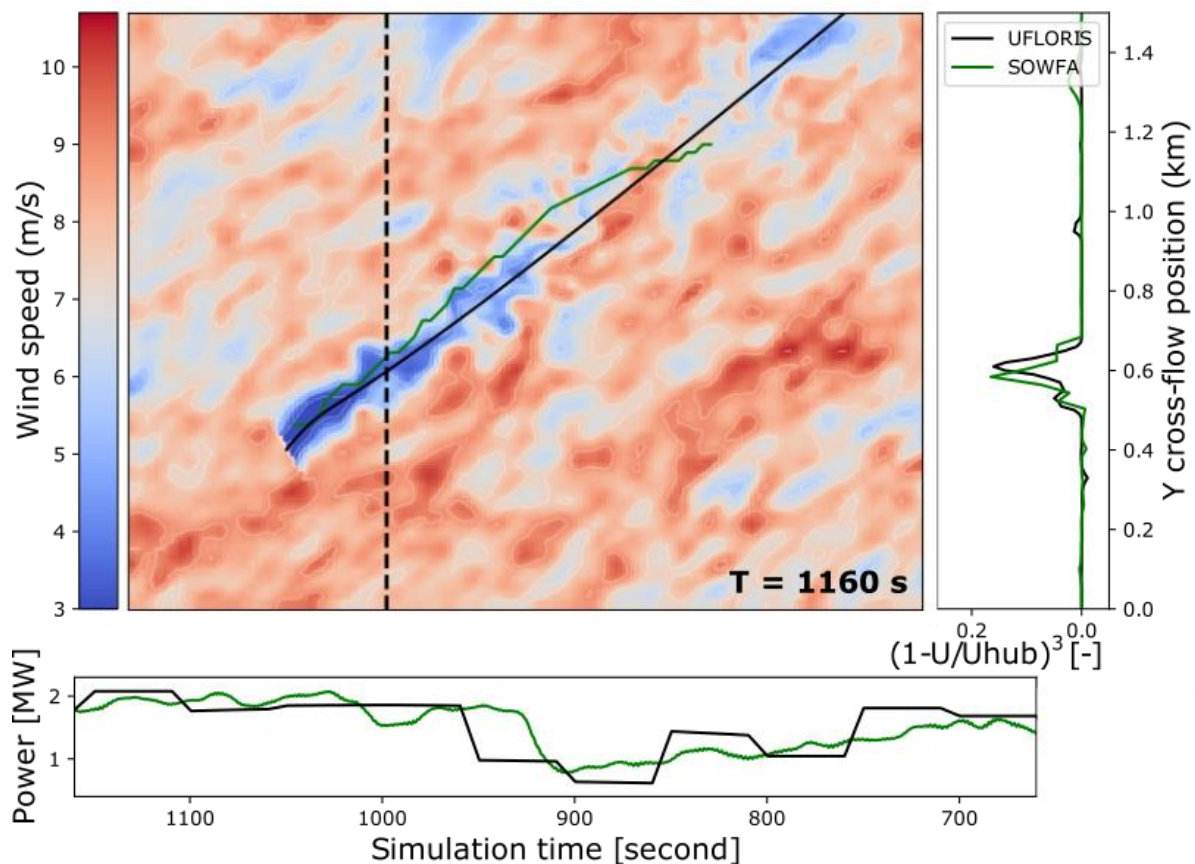 10
9
8
7
6
5
4
3
Wind speed (m/s)
T = 1160 s
UFLORIS
SOWFA
1.4
1.2
1.0
0.8
0.6
0.4
0.2
0.0
Y cross-flow position (km)
0.2 0.0
(1-U/Uhub)³ [-]
2
1
Power [MW]
1100 1000 900 800 700
Simulation time [second]